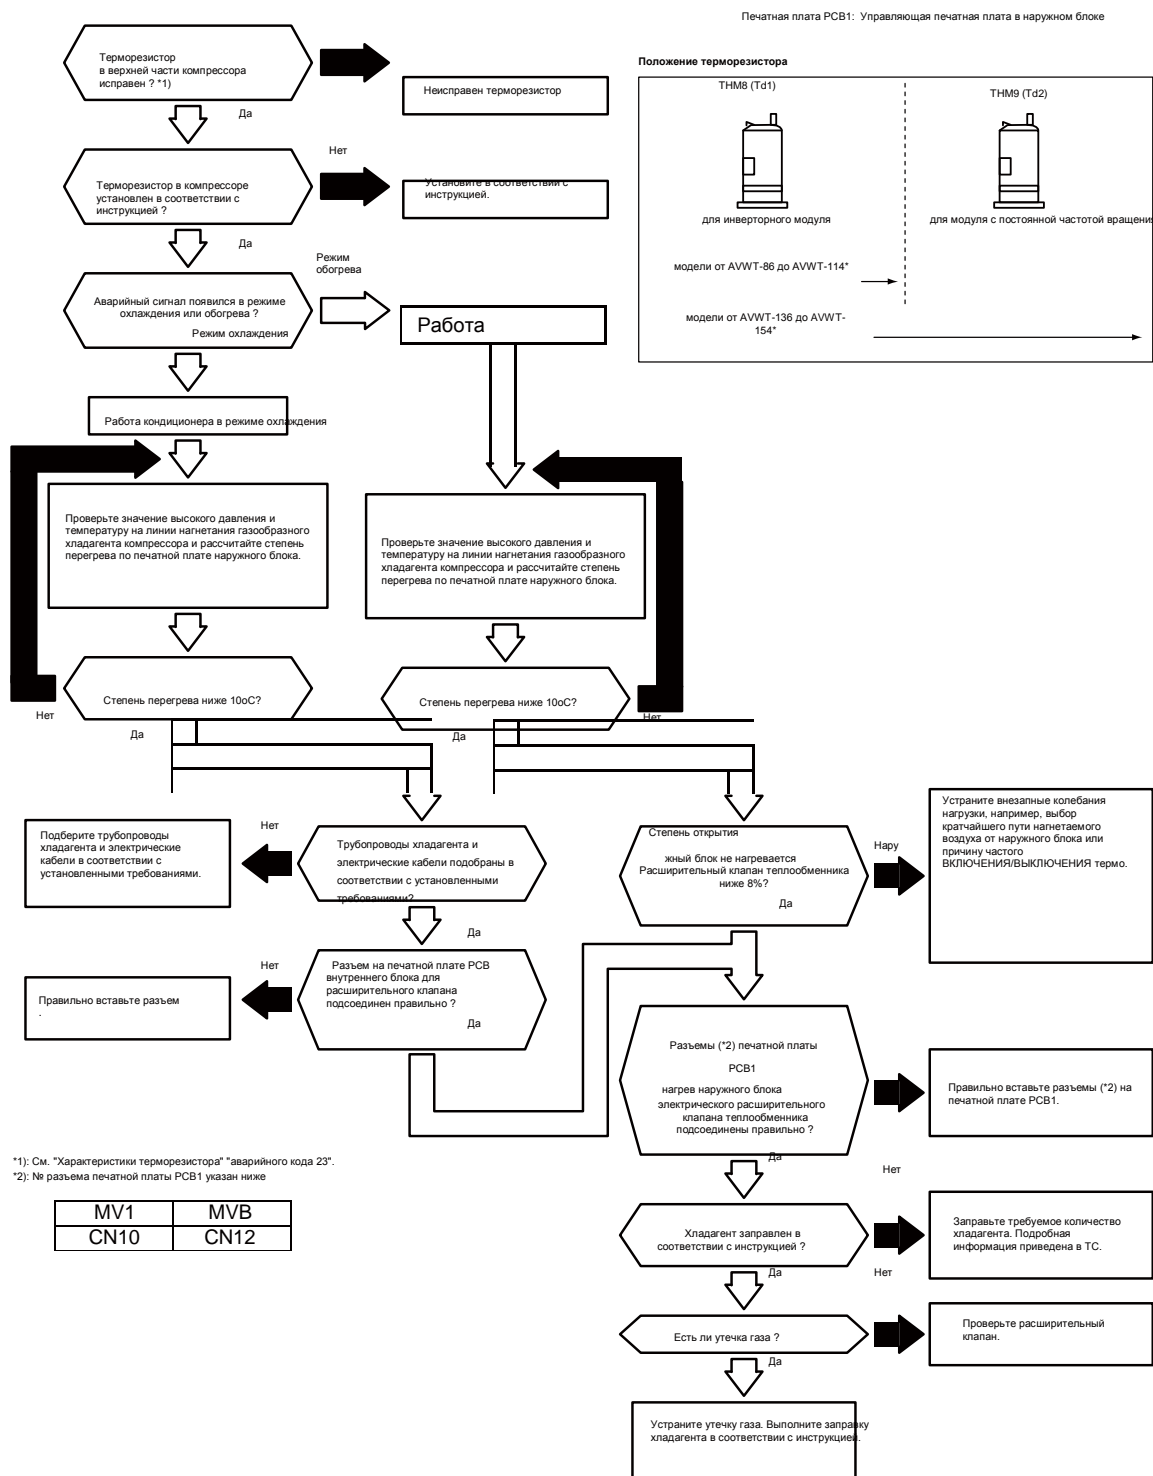 Печатная плата PCB1: Управляющая печатная плата в наружном блоке
Терморезистор
в верхней части компрессора
исправен ? *1)
Неисправен терморезистор
Да
Нет
Терморезистор в компрессоре
установлен в соответствии с
инструкцией ?
Установите в соответствии с
инструкцией.
Да
Режим
обогрева
Аварийный сигнал появился в режиме
охлаждения или обогрева ?
Режим охлаждения
Работа
Положение терморезистора
THM8 (Td1)
THM9 (Td2)
для инверторного модуля
для модуля с постоянной частотой вращения
модели от AVWT-86 до AVWT-114*
модели от AVWT-136 до AVWT-
154*
Работа кондиционера в режиме охлаждения
Проверьте значение высокого давления и
температуру на линии нагнетания газообразного
хладагента компрессора и рассчитайте степень
перегрева по печатной плате наружного блока.
Проверьте значение высокого давления и
температуру на линии нагнетания газообразного
хладагента компрессора и рассчитайте степень
перегрева по печатной плате наружного блока.
Степень перегрева ниже 10oC?
Нет
Да
Степень перегрева ниже 10oC?
Нет
Да
Подберите трубопроводы
хладагента и электрические
кабели в соответствии с
установленными требованиями.
Нет
Трубопроводы хладагента и
электрические кабели подобраны в
соответствии с установленными
требованиями?
Да
Степень открытия
жный блок не нагревается
Расширительный клапан теплообменника
ниже 8%?
Да
Нару
Устраните внезапные колебания
нагрузки, например, выбор
кратчайшего пути нагнетаемого
воздуха от наружного блока или
причину частого
ВКЛЮЧЕНИЯ/ВЫКЛЮЧЕНИЯ термо.
Правильно вставьте разъем
.
Нет
Разъем на печатной плате PCB
внутреннего блока для
расширительного клапана
подсоединен правильно ?
Да
Разъемы (*2) печатной платы
PCB1
нагрев наружного блока
электрического расширительного
клапана теплообменника
подсоединены правильно ?
Да
Нет
Правильно вставьте разъемы (*2) на
печатной плате PCB1.
*1): См. "Характеристики терморезистора" "аварийного кода 23".
*2): № разъема печатной платы PCB1 указан ниже
MV1 MVB
CN10 CN12
Хладагент заправлен в
соответствии с инструкцией ?
Да
Нет
Заправьте требуемое количество
хладагента. Подробная
информация приведена в ТС.
Есть ли утечка газа ?
Да
Проверьте расширительный
клапан.
Устраните утечку газа. Выполните заправку
хладагента в соответствии с инструкцией.